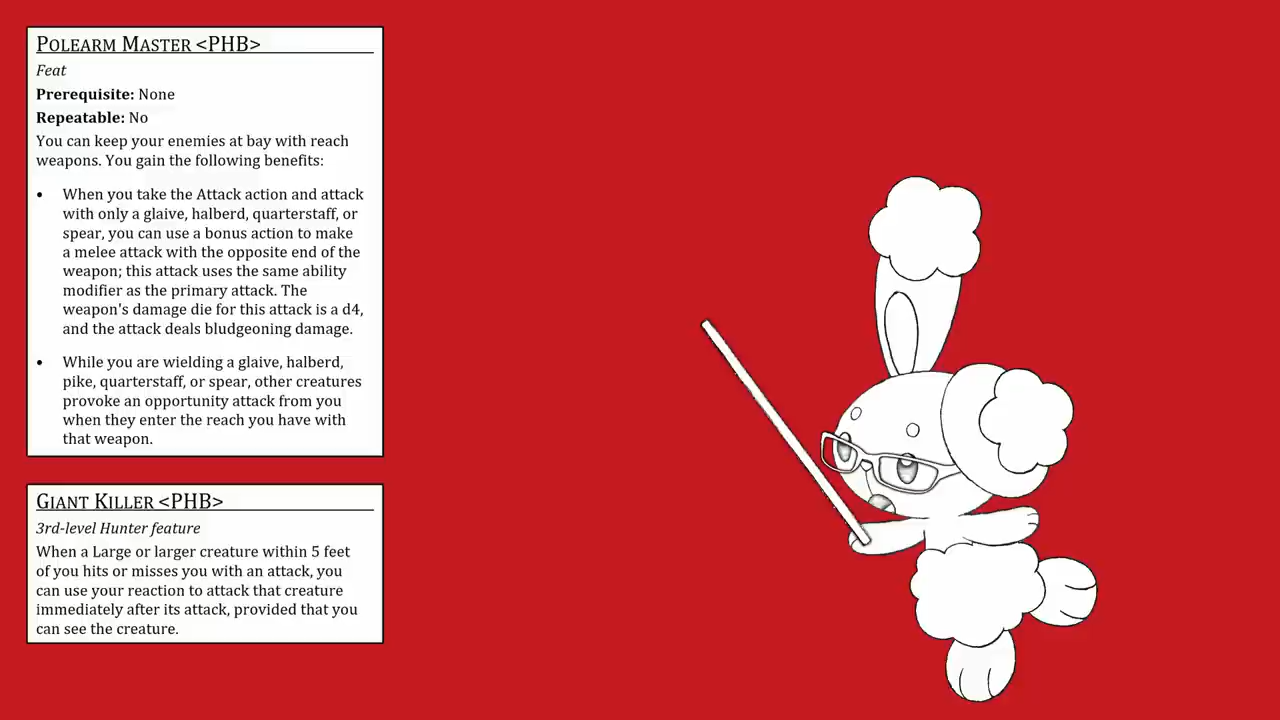 POLEARM MASTER <PHB>
Feat
Prerequisite: None
Repeatable: No
You can keep your enemies at bay with reach
weapons. You gain the following benefits:
• When you take the Attack action and attack
with only a glaive, halberd, quarterstaff, or
spear, you can use a bonus action to make
a melee attack with the opposite end of the
weapon; this attack uses the same ability
modifier as the primary attack. The
weapon's damage die for this attack is a d4,
and the attack deals bludgeoning damage.
• While you are wielding a glaive, halberd,
pike, quarterstaff, or spear, other creatures
provoke an opportunity attack from you
when they enter the reach you have with
that weapon.
GIANT KILLER <PHB>
3rd-level Hunter feature
When a Large or larger creature within 5 feet
of you hits or misses you with an attack, you
can use your reaction to attack that creature
immediately after its attack, provided that you
can see the creature.